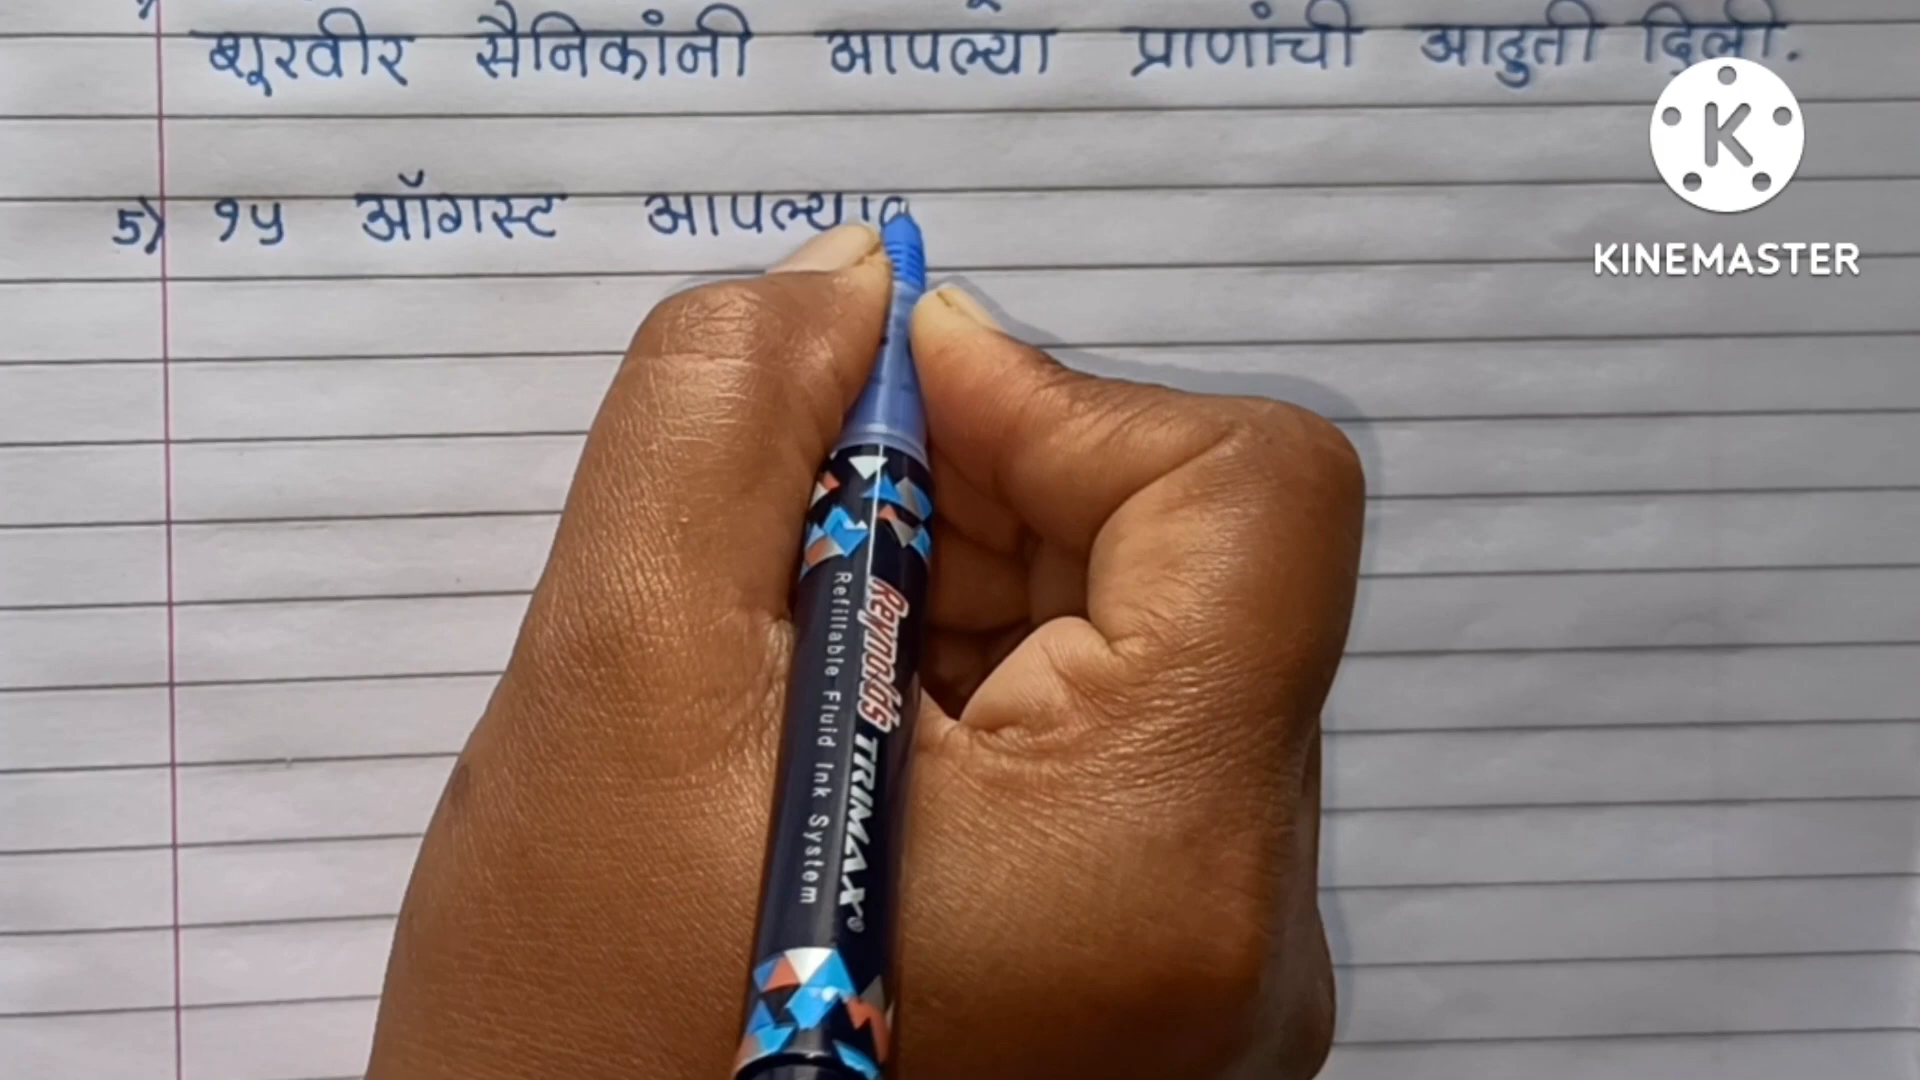 शूरवीर सैनिकांनी आपल्या प्राणांची आहुती दिली.
5) १५ ऑगस्ट आपल्या
K
KINEMASTER
Reynolds TRIMAX®
Refillable Fluid Ink System